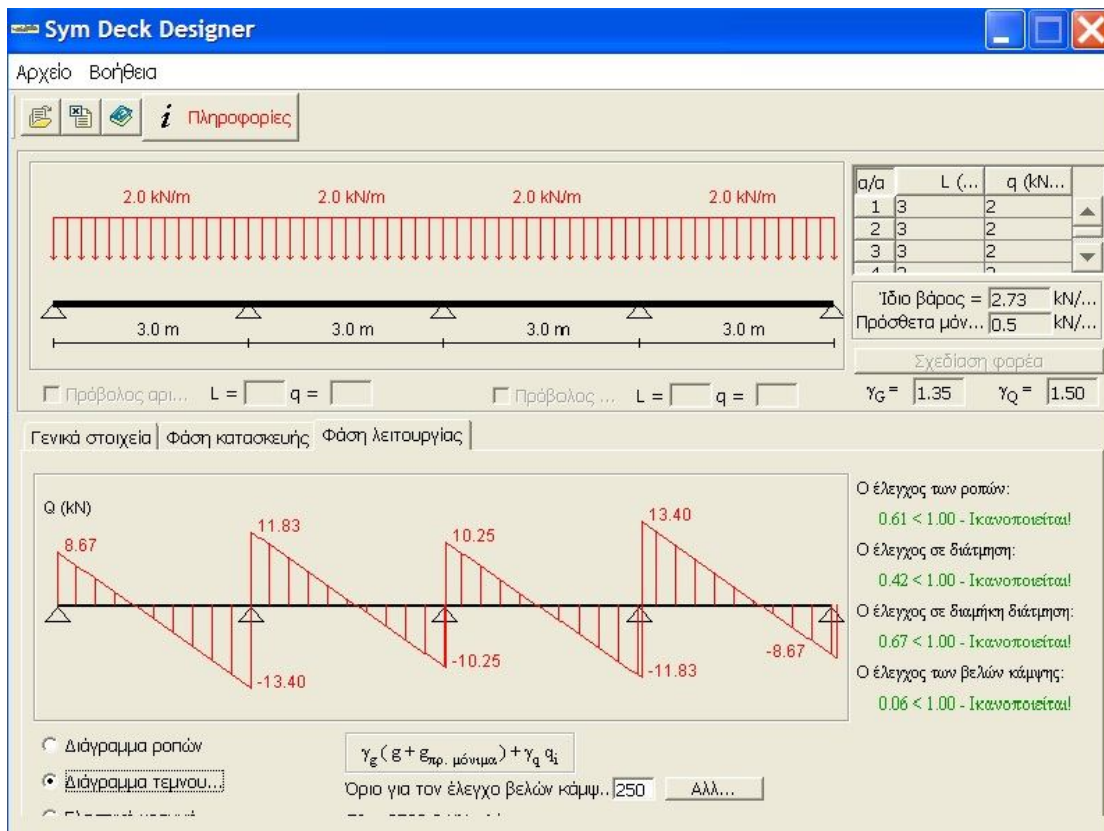 Sym Deck Designer
Αρχείο Βοήθεια
i Πληροφορίες
2.0 kN/m 2.0 kN/m 2.0 kN/m 2.0 kN/m
3.0 m 3.0 m 3.0 m 3.0 m
α/α L (... q (kN...
1 3 2
2 3 2
3 3 2
Ίδιο βάρος = 2.73 kN/...
Πρόσθετα μόν... 0.5 kN/...
Σχεδίαση φορέα
Πρόβολος αρι... L = q = Πρόβολος ... L = q =
γG = 1.35 γQ = 1.50
Γενικά στοιχεία Φάση κατασκευής Φάση λειτουργίας
Q (kN)
8.67 11.83 10.25 13.40
-13.40 -10.25 -11.83 -8.67
Ο έλεγχος των ροπών:
0.61 < 1.00 - Ικανοποιείται!
Ο έλεγχος σε διάτμηση:
0.42 < 1.00 - Ικανοποιείται!
Ο έλεγχος σε διαμήκη διάτμηση:
0.67 < 1.00 - Ικανοποιείται!
Ο έλεγχος των βελών κάμψης:
0.06 < 1.00 - Ικανοποιείται!
Διάγραμμα ροπών
Διάγραμμα τεμνου...
γg(g+gπρ. μόνιμα)+γq qi
Όριο για τον έλεγχο βελών κάμψ.. 250 Αλλ...